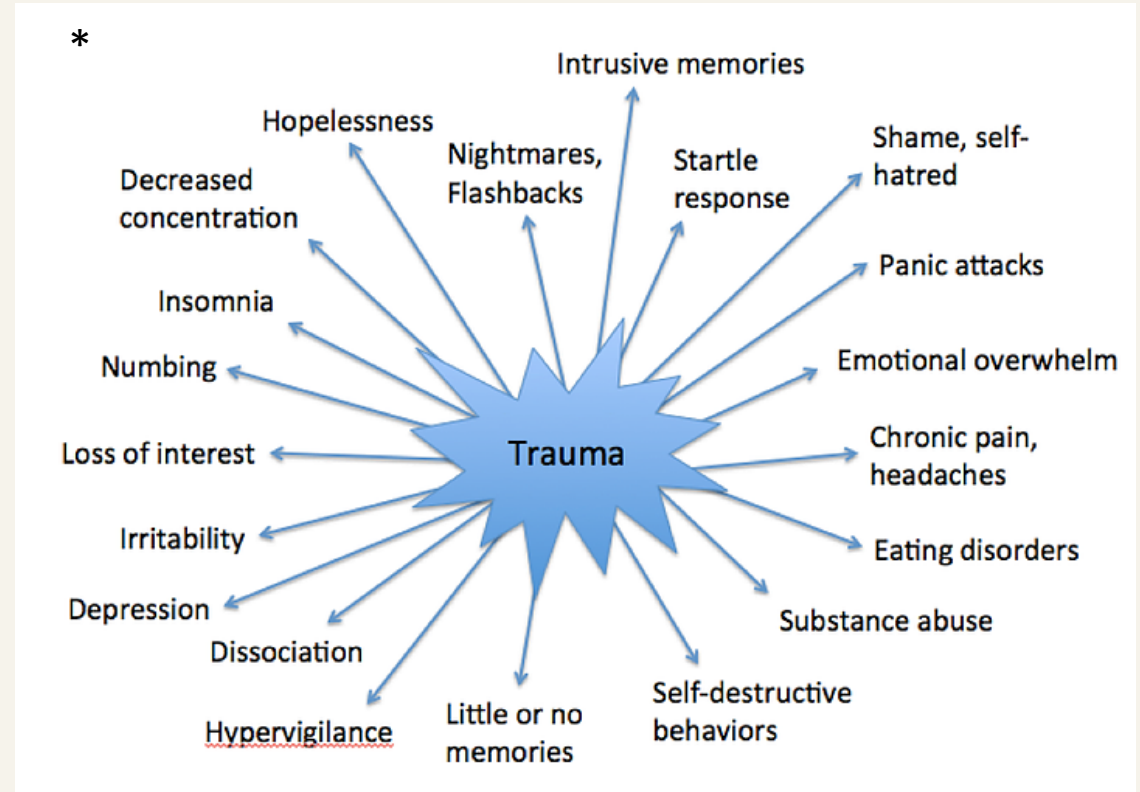 *
Intrusive memories
Hopelessness
Nightmares,
Flashbacks
Startle
response
Shame, self-
hatred
Decreased
concentration
Panic attacks
Insomnia
Numbing
Emotional overwhelm
Trauma
Loss of interest
Chronic pain,
headaches
Irritability
Eating disorders
Depression
Substance abuse
Dissociation
Hypervigilance
Little or no
memories
Self-destructive
behaviors